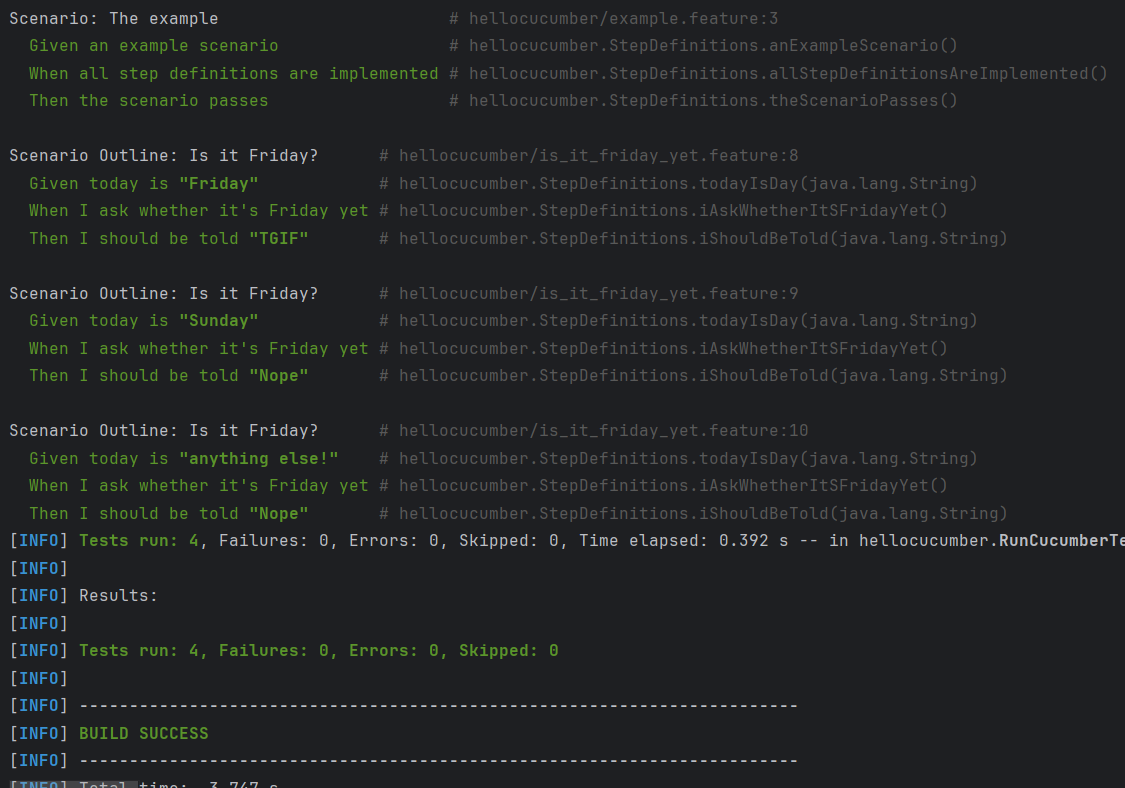 Scenario: The example # hellocucumber/example.feature:3
Given an example scenario # hellocucumber.StepDefinitions.anExampleScenario()
When all step definitions are implemented # hellocucumber.StepDefinitions.allStepDefinitionsAreImplemented()
Then the scenario passes # hellocucumber.StepDefinitions.theScenarioPasses()
Scenario Outline: Is it Friday? # hellocucumber/is_it_friday_yet.feature:8
Given today is "Friday" # hellocucumber.StepDefinitions.todayIsDay(java.lang.String)
When I ask whether it's Friday yet # hellocucumber.StepDefinitions.iAskWhetherItSFridayYet()
Then I should be told "TGIF" # hellocucumber.StepDefinitions.iShouldBeTold(java.lang.String)
Scenario Outline: Is it Friday? # hellocucumber/is_it_friday_yet.feature:9
Given today is "Sunday" # hellocucumber.StepDefinitions.todayIsDay(java.lang.String)
When I ask whether it's Friday yet # hellocucumber.StepDefinitions.iAskWhetherItSFridayYet()
Then I should be told "Nope" # hellocucumber.StepDefinitions.iShouldBeTold(java.lang.String)
Scenario Outline: Is it Friday? # hellocucumber/is_it_friday_yet.feature:10
Given today is "anything else!" # hellocucumber.StepDefinitions.todayIsDay(java.lang.String)
When I ask whether it's Friday yet # hellocucumber.StepDefinitions.iAskWhetherItSFridayYet()
Then I should be told "Nope" # hellocucumber.StepDefinitions.iShouldBeTold(java.lang.String)
[INFO] Tests run: 4, Failures: 0, Errors: 0, Skipped: 0, Time elapsed: 0.392 s -- in hellocucumber.RunCucumberTe
[INFO]
[INFO] Results:
[INFO]
[INFO] Tests run: 4, Failures: 0, Errors: 0, Skipped: 0
[INFO]
[INFO] ------------------------------------------------------------------------
[INFO] BUILD SUCCESS
[INFO] ------------------------------------------------------------------------
[INFO] Total time: 3.747 s